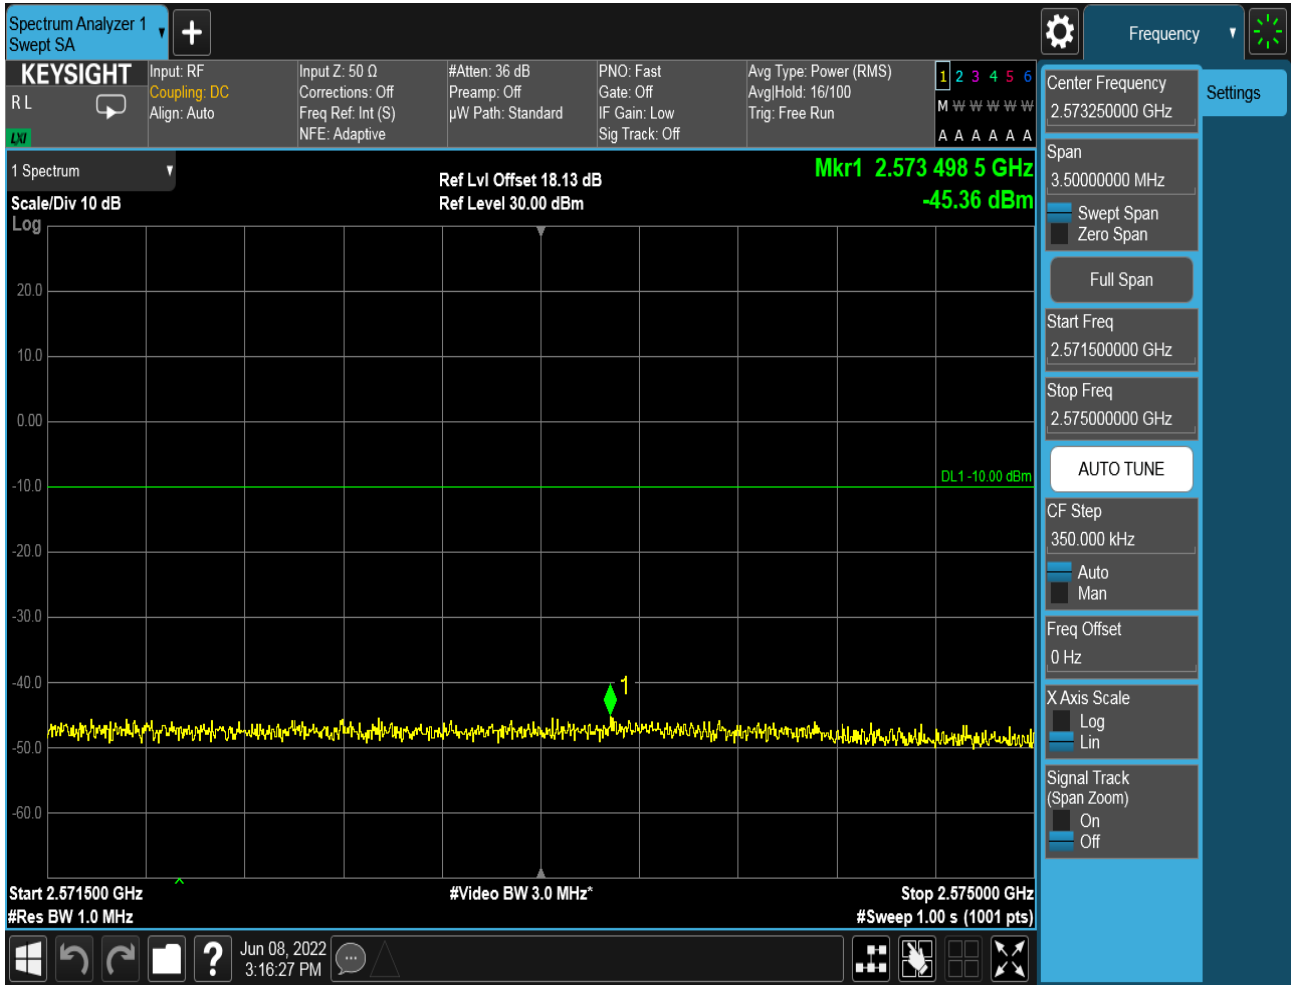 Spectrum Analyzer 1
Swept SA
Frequency
KEYSIGHT
R L
LXI
Input: RF
Coupling: DC
Align: Auto
Input Z: 50 Ω
Corrections: Off
Freq Ref: Int (S)
NFE: Adaptive
#Atten: 36 dB
Preamp: Off
µW Path: Standard
PNO: Fast
Gate: Off
IF Gain: Low
Sig Track: Off
Avg Type: Power (RMS)
Avg|Hold: 16/100
Trig: Free Run
1 2 3 4 5 6
M W W W W W
A A A A A A
1 Spectrum
Scale/Div 10 dB
Log
Ref Lvl Offset 18.13 dB
Ref Level 30.00 dBm
Mkr1 2.573 498 5 GHz
-45.36 dBm
20.0
10.0
0.00
-10.0
-20.0
-30.0
-40.0
-50.0
-60.0
DL1 -10.00 dBm
1
Start 2.571500 GHz
#Res BW 1.0 MHz
#Video BW 3.0 MHz*
Stop 2.575000 GHz
#Sweep 1.00 s (1001 pts)
Center Frequency
2.573250000 GHz
Span
3.50000000 MHz
Swept Span
Zero Span
Full Span
Start Freq
2.571500000 GHz
Stop Freq
2.575000000 GHz
AUTO TUNE
CF Step
350.000 kHz
Auto
Man
Freq Offset
0 Hz
X Axis Scale
Log
Lin
Signal Track
(Span Zoom)
On
Off
Settings
?
Jun 08, 2022
3:16:27 PM